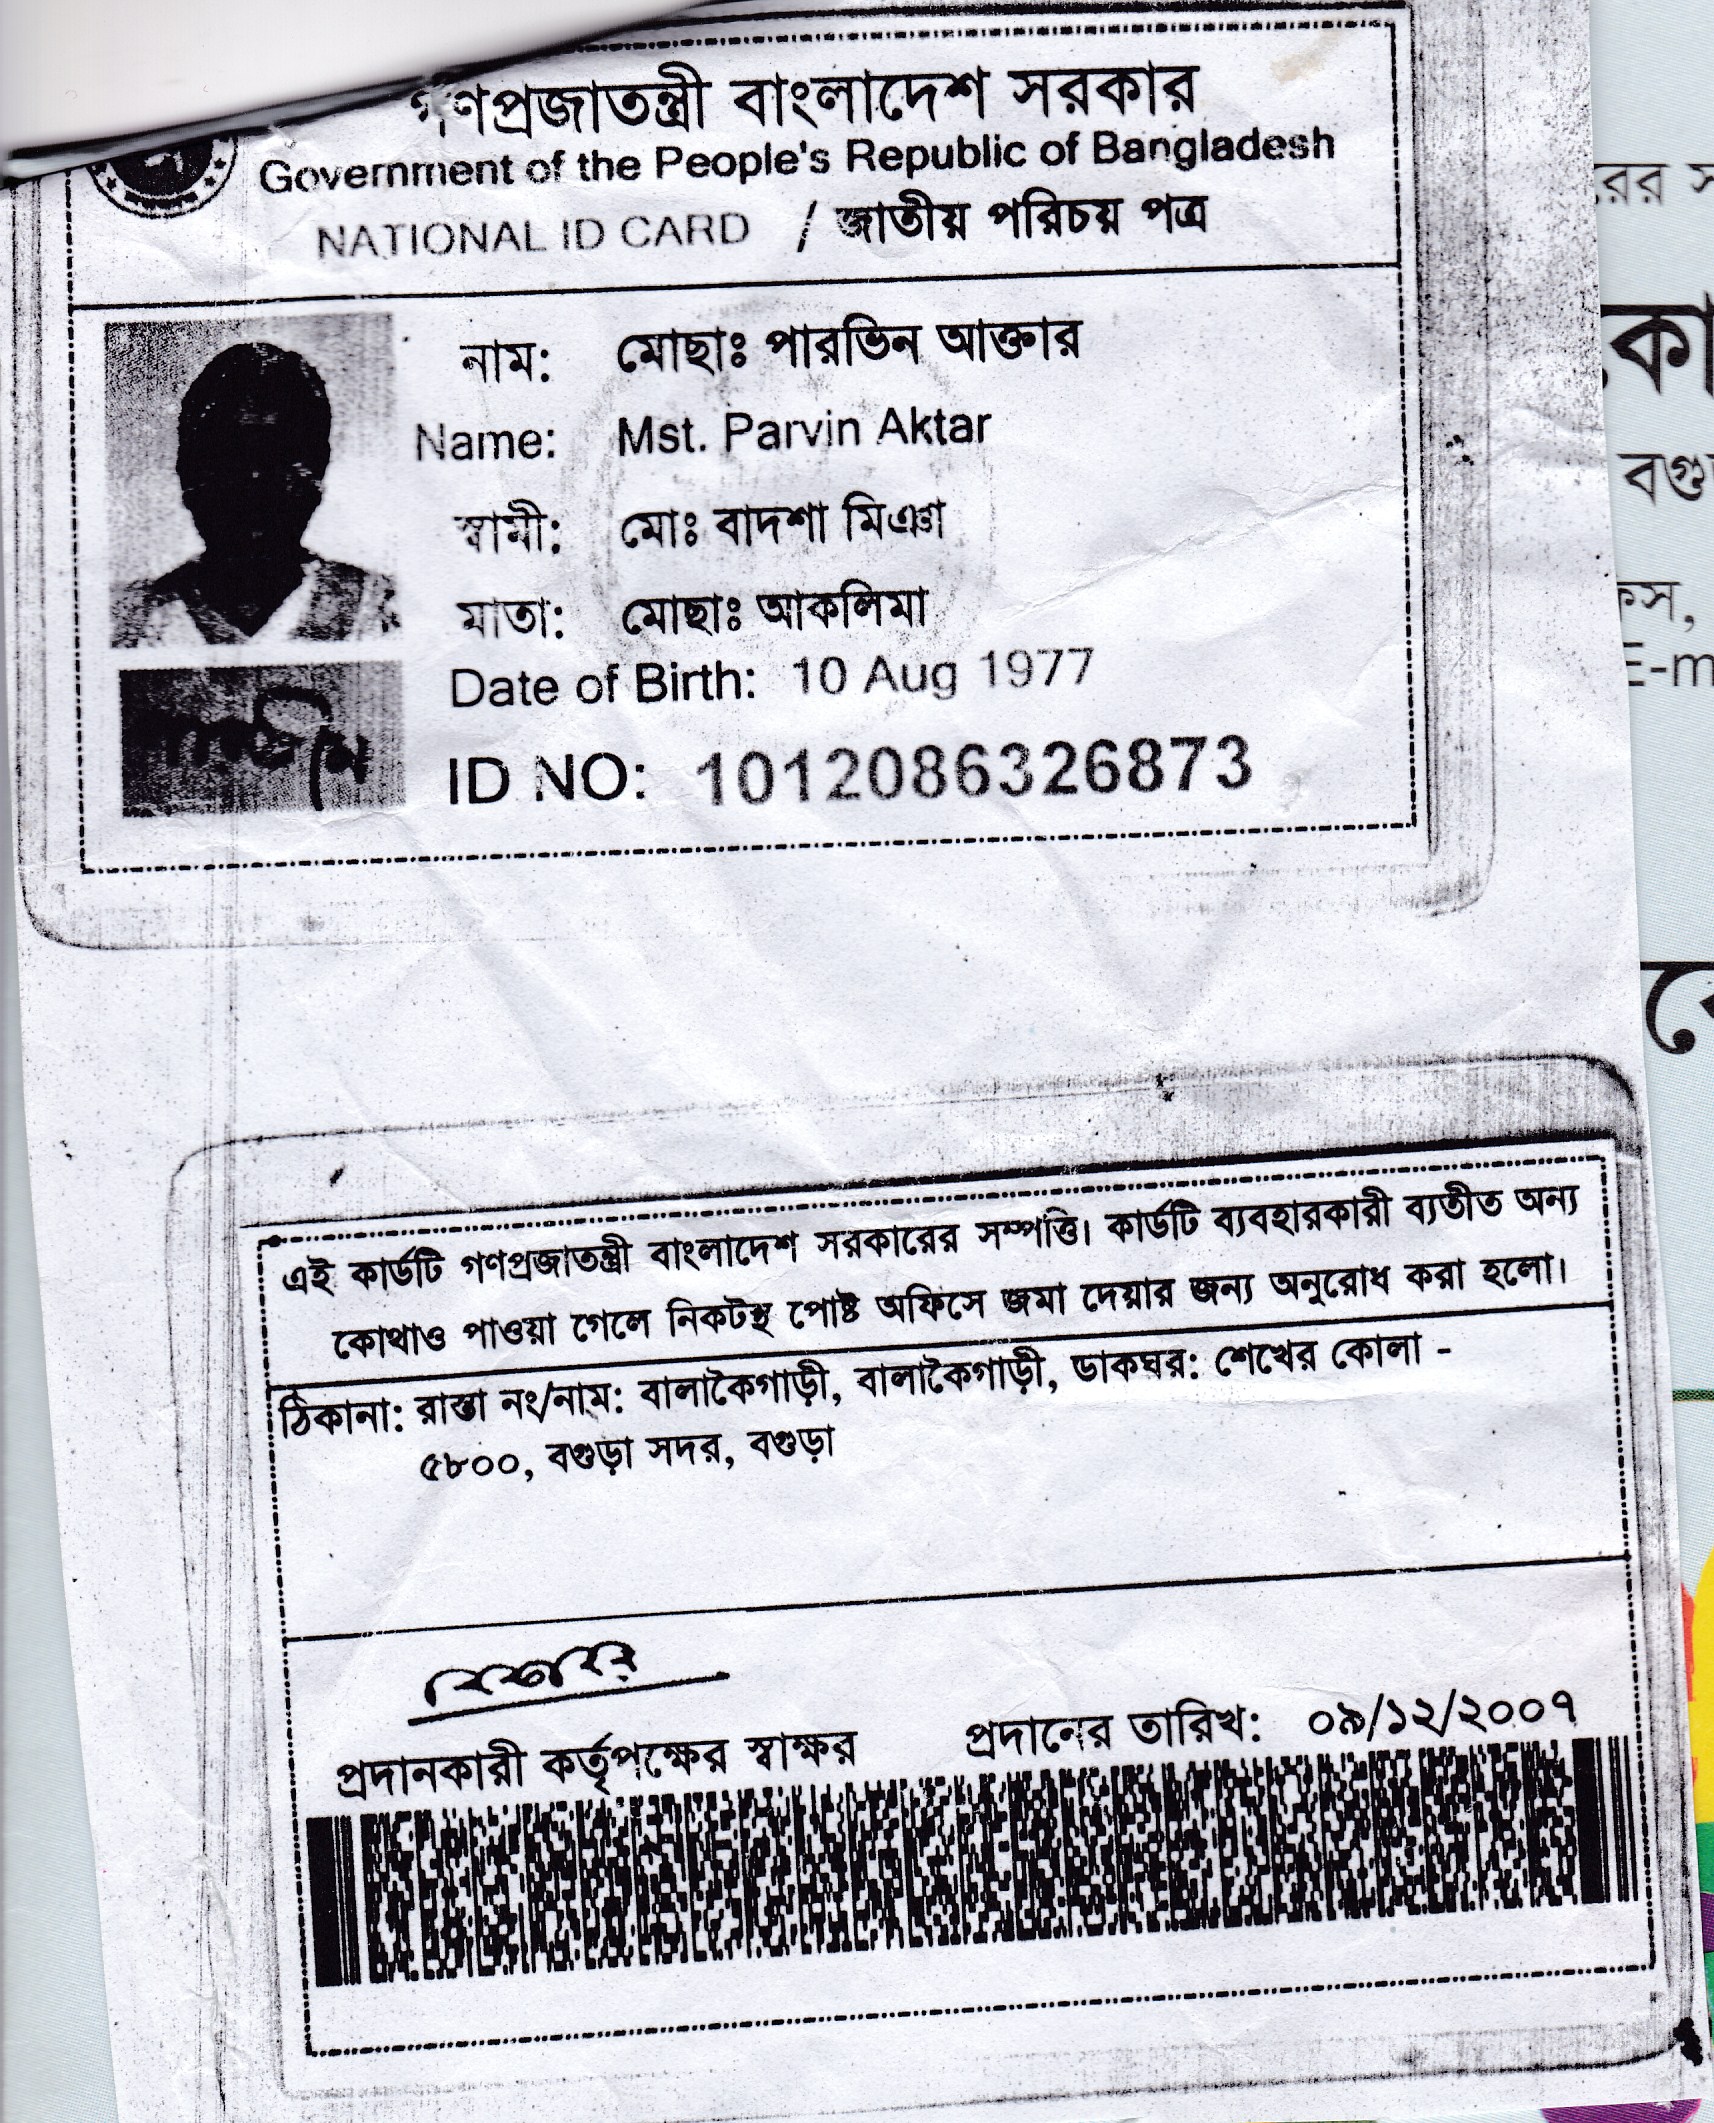 গণপ্রজাতন্ত্রী বাংলাদেশ সরকার
Government of the People's Republic of Bangladesh
NATIONAL ID CARD / জাতীয় পরিচয় পত্র
নাম: মোছাঃ পারভিন আক্তার
Name: Mst. Parvin Aktar
স্বামী: মোঃ বাদশা মিঞা
মাতা: মোছাঃ আকলিমা
Date of Birth: 10 Aug 1977
ID NO: 1012086326873
এই কার্ডটি গণপ্রজাতন্ত্রী বাংলাদেশ সরকারের সম্পত্তি। কার্ডটি ব্যবহারকারী ব্যতীত অন্য
কোথাও পাওয়া গেলে নিকটস্থ পোষ্ট অফিসে জমা দেয়ার জন্য অনুরোধ করা হলো।
ঠিকানা: রাস্তা নং/নাম: বালাকৈগাড়ী, বালাকৈগাড়ী, ডাকঘর: শেখের কোলা -
৫৮০০, বগুড়া সদর, বগুড়া
প্রদানকারী কর্তৃপক্ষের স্বাক্ষর প্রদানের তারিখ: ০৯/১২/২০০৭